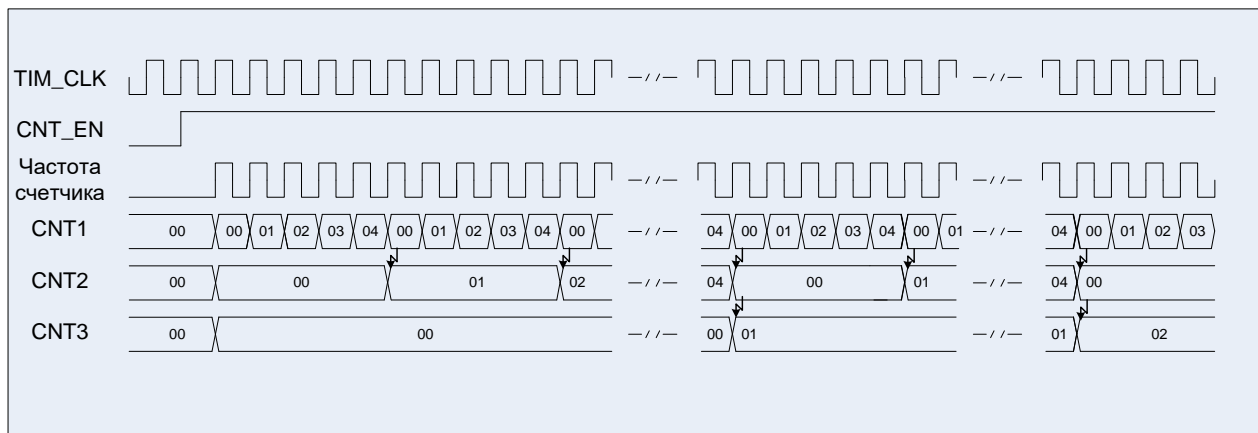 TIM_CLK
CNT_EN
Частота
счетчика
CNT1 00 00 01 02 03 04 00 01 02 03 04 00 04 00 01 02 03 04 00 01 04 00 01 02 03
CNT2 00 00 01 02 04 00 01 04 00
CNT3 00 00 00 01 01 02